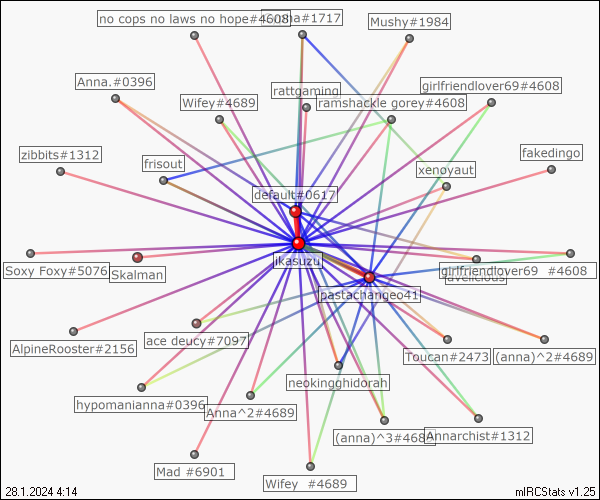 no cops no laws no hope#4608
#1717
Mushy#1984
Anna.#0396
rattgaming
girlfriendlover69#4608
Wifey#4689
ramshackle gorey#4608
zibbits#1312
frisout
xenoyaut
fakedingo
default#0617
jikasuzu
Soxy Foxy#5076
Skalman
girlfriendlover69 #4608
pastachangeo41
ace deucy#7097
AlpineRooster#2156
Toucan#2473
(anna)^2#4689
neokingghidorah
hypomanianna#0396
Anna^2#4689
(anna)^3#4689
Annarchist#1312
Mad #6901
Wifey #4689
28.1.2024 4:14
mIRCStats v1.25